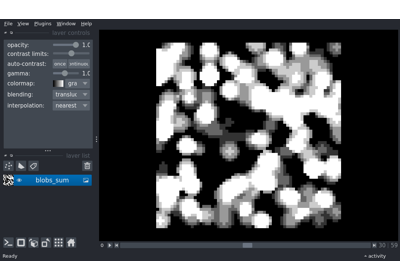 File View Plugins Window Help
layer controls
opacity: 1.0
contrast limits:
auto-contrast: once
gamma: 1.0
colormap: gra
blending: translu
interpolation: nearest
layer list
blobs_sum
0 30 59
Ready activity